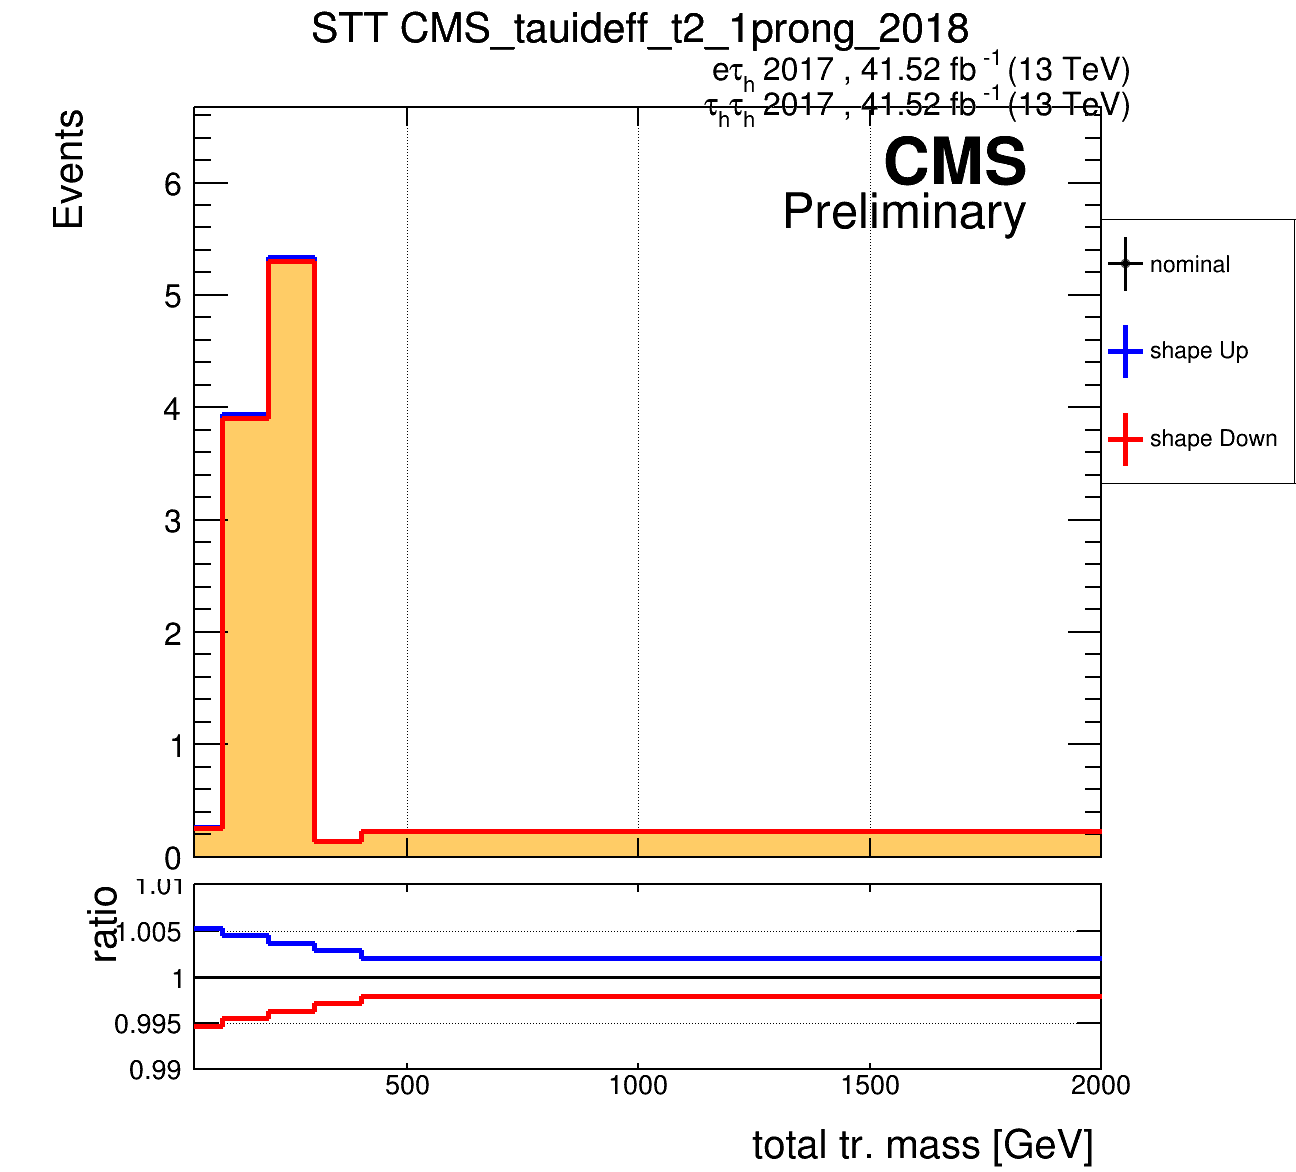 STT CMS_tauideff_t2_1prong_2018
eτh 2017 , 41.52 fb -1 (13 TeV)
τhτh 2017 , 41.52 fb -1 (13 TeV)
CMS
Preliminary
Events
6
5
4
3
2
1
0
nominal
shape Up
shape Down
ratio
1.01
1.005
1
0.995
0.99
500
1000
1500
2000
total tr. mass [GeV]